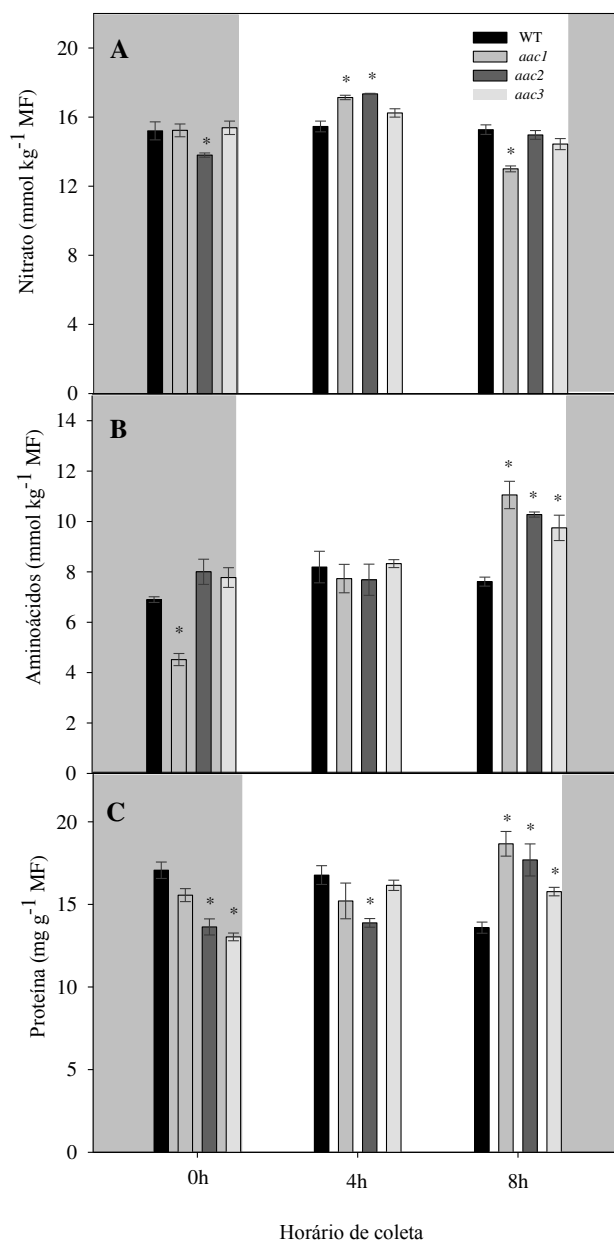 A
WT
aac1
aac2
aac3
Nitrato (mmol kg-1 MF)
20
16
12
8
4
0
*
* *
*
B
Aminoácidos (mmol kg-1 MF)
14
12
10
8
6
4
2
0
*
* * *
C
Proteína (mg g-1 MF)
20
15
10
5
0
* *
*
* * *
0h 4h 8h
Horário de coleta